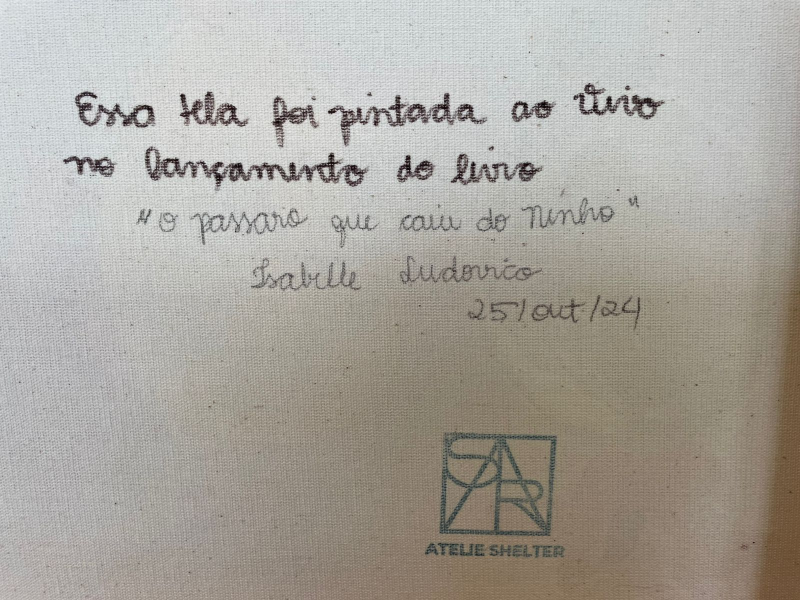 Essa tela foi pintada ao vivo
no lançamento do livro
"o passaro que caiu do ninho"
Isabelle Ludovico
25/out/24
SAR
ATELIE SHELTER